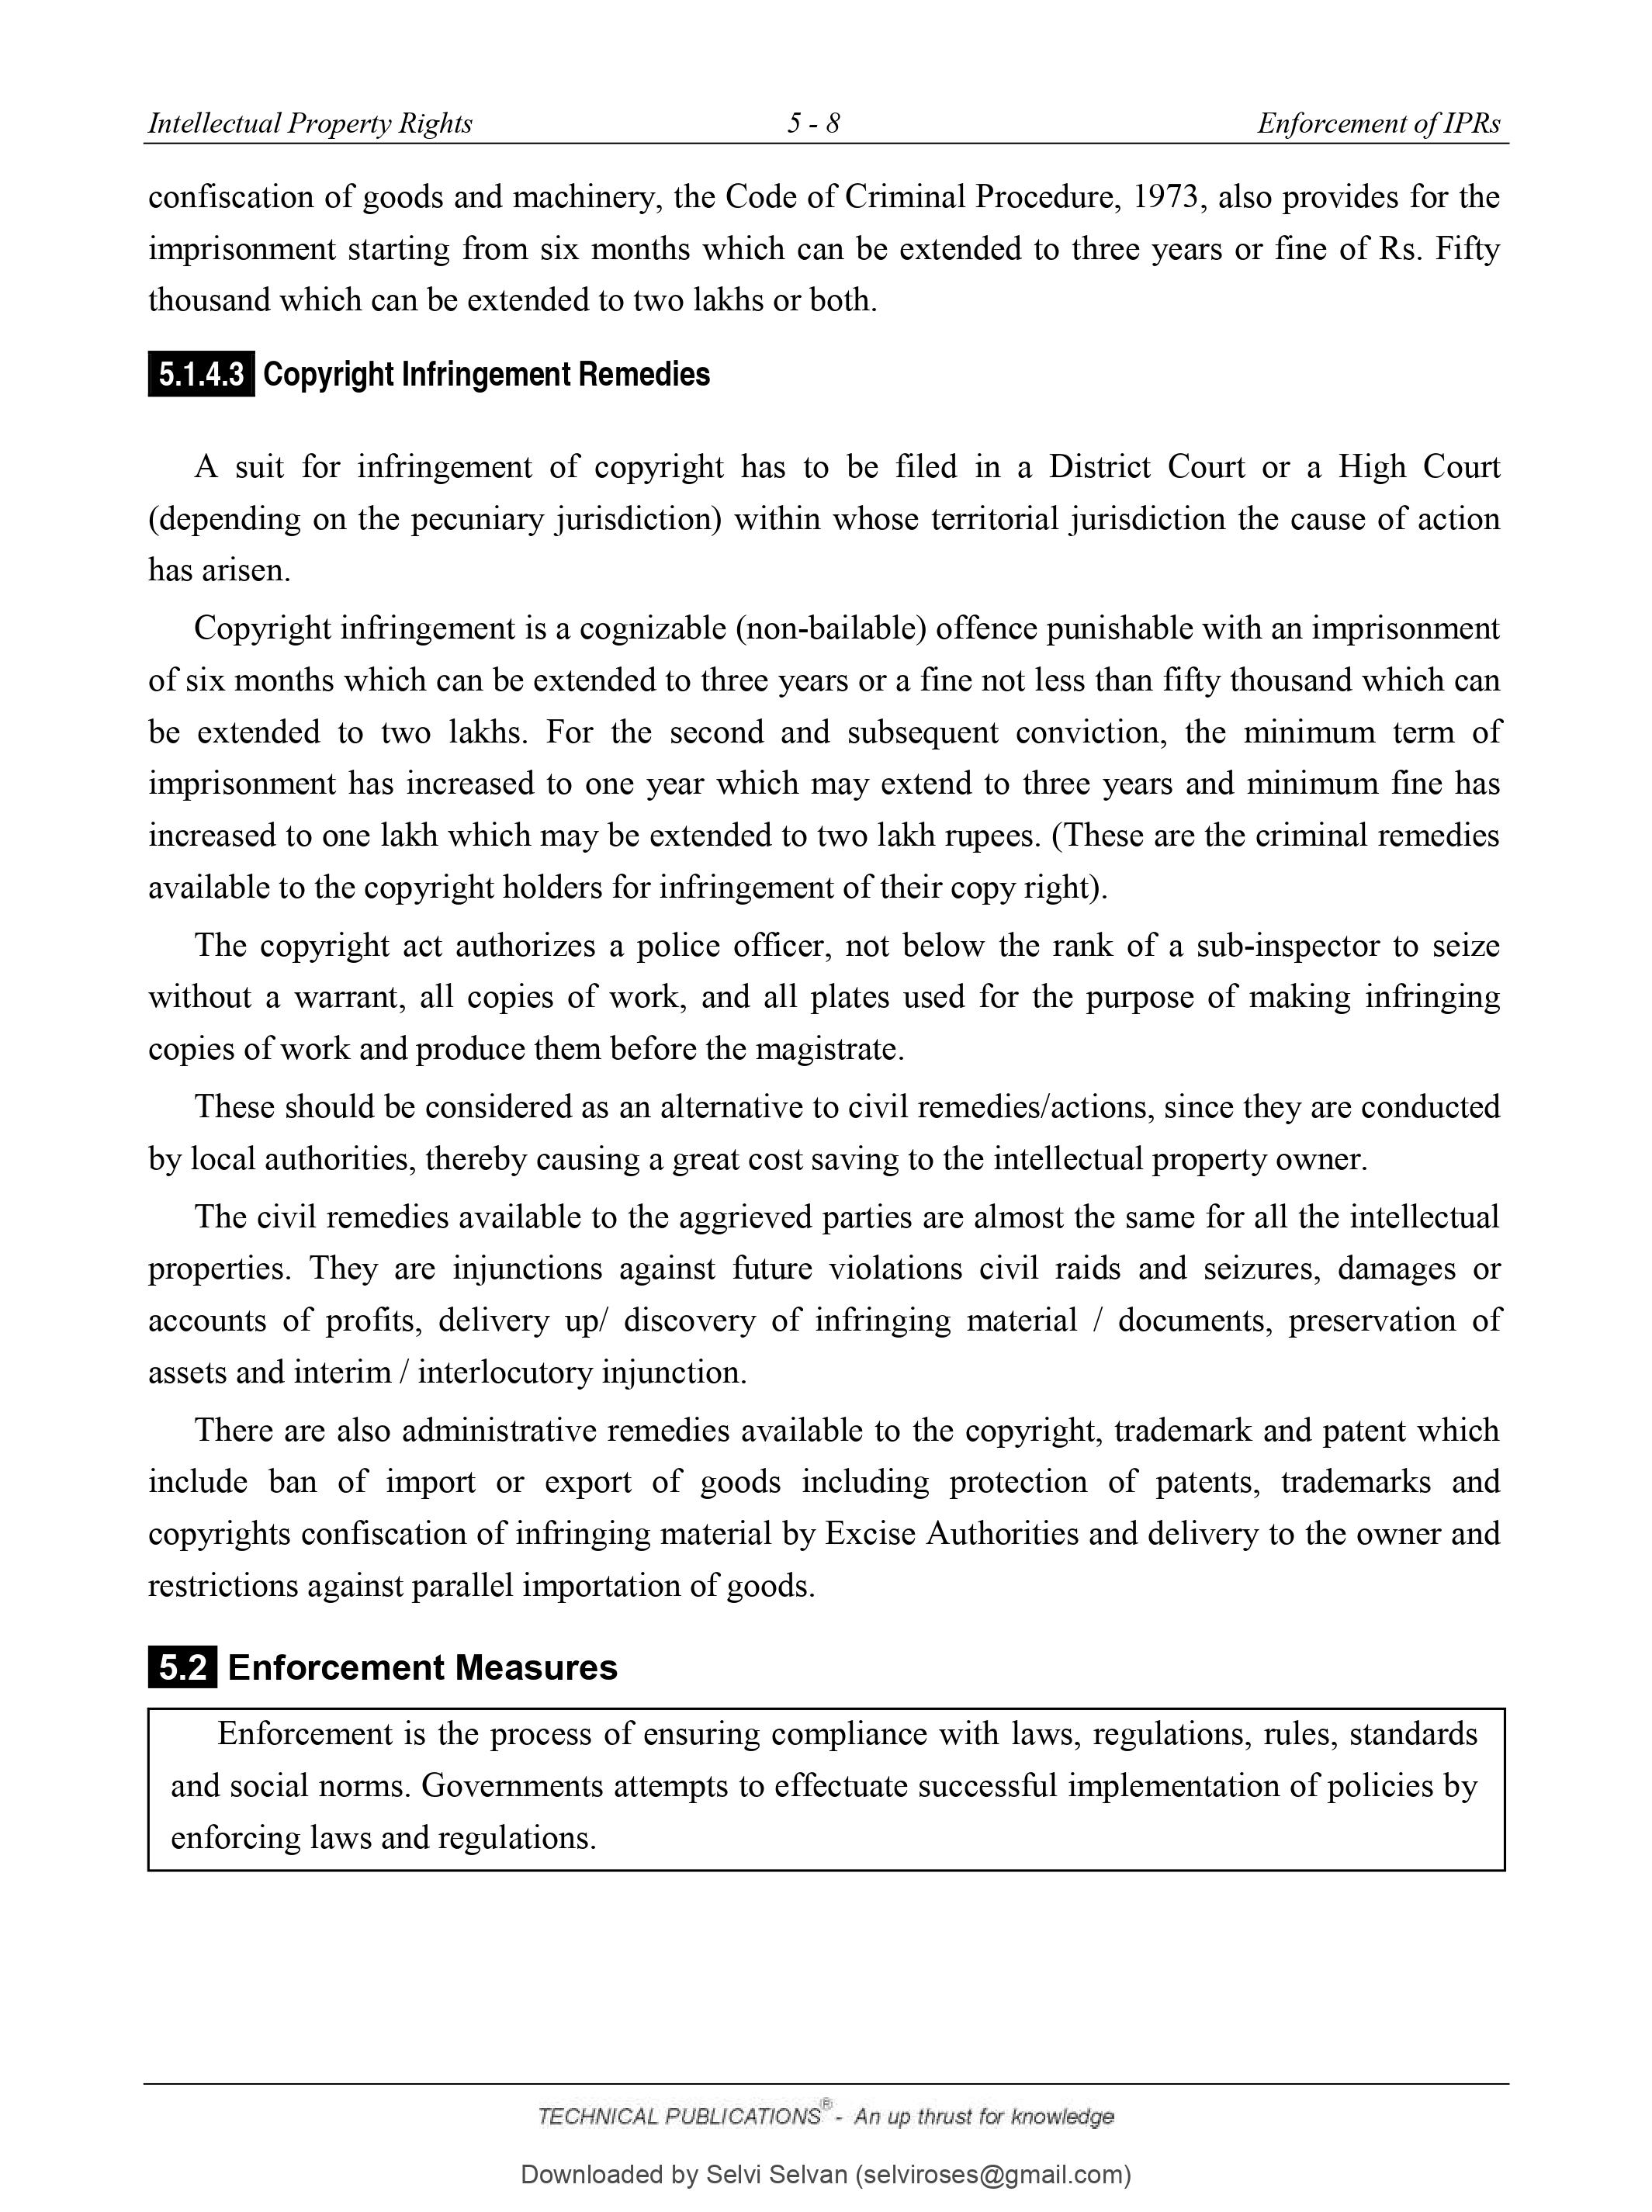 Intellectual Property Rights 5 - 8 Enforcement of IPRs
confiscation of goods and machinery, the Code of Criminal Procedure, 1973, also provides for the
imprisonment starting from six months which can be extended to three years or fine of Rs. Fifty
thousand which can be extended to two lakhs or both.
5.1.4.3 Copyright Infringement Remedies
A suit for infringement of copyright has to be filed in a District Court or a High Court
(depending on the pecuniary jurisdiction) within whose territorial jurisdiction the cause of action
has arisen.
Copyright infringement is a cognizable (non-bailable) offence punishable with an imprisonment
of six months which can be extended to three years or a fine not less than fifty thousand which can
be extended to two lakhs. For the second and subsequent conviction, the minimum term of
imprisonment has increased to one year which may extend to three years and minimum fine has
increased to one lakh which may be extended to two lakh rupees. (These are the criminal remedies
available to the copyright holders for infringement of their copy right).
The copyright act authorizes a police officer, not below the rank of a sub-inspector to seize
without a warrant, all copies of work, and all plates used for the purpose of making infringing
copies of work and produce them before the magistrate.
These should be considered as an alternative to civil remedies/actions, since they are conducted
by local authorities, thereby causing a great cost saving to the intellectual property owner.
The civil remedies available to the aggrieved parties are almost the same for all the intellectual
properties. They are injunctions against future violations civil raids and seizures, damages or
accounts of profits, delivery up/ discovery of infringing material / documents, preservation of
assets and interim / interlocutory injunction.
There are also administrative remedies available to the copyright, trademark and patent which
include ban of import or export of goods including protection of patents, trademarks and
copyrights confiscation of infringing material by Excise Authorities and delivery to the owner and
restrictions against parallel importation of goods.
5.2 Enforcement Measures
Enforcement is the process of ensuring compliance with laws, regulations, rules, standards
and social norms. Governments attempts to effectuate successful implementation of policies by
enforcing laws and regulations.
TECHNICAL PUBLICATIONS® - An up thrust for knowledge
Downloaded by Selvi Selvan (selviroses@gmail.com)